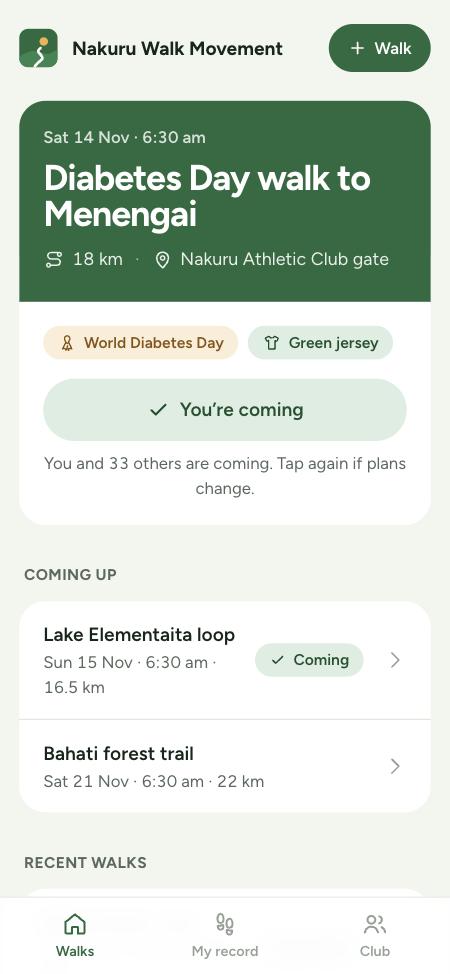 Nakuru Walk Movement
Walk
Sat 14 Nov · 6:30 am
Diabetes Day walk to
Menengai
18 km · Nakuru Athletic Club gate
World Diabetes Day
Green jersey
You’re coming
You and 33 others are coming. Tap again if plans
change.
COMING UP
Lake Elementaita loop
Sun 15 Nov · 6:30 am ·
16.5 km
Coming
Bahati forest trail
Sat 21 Nov · 6:30 am · 22 km
RECENT WALKS
Walks
My record
Club